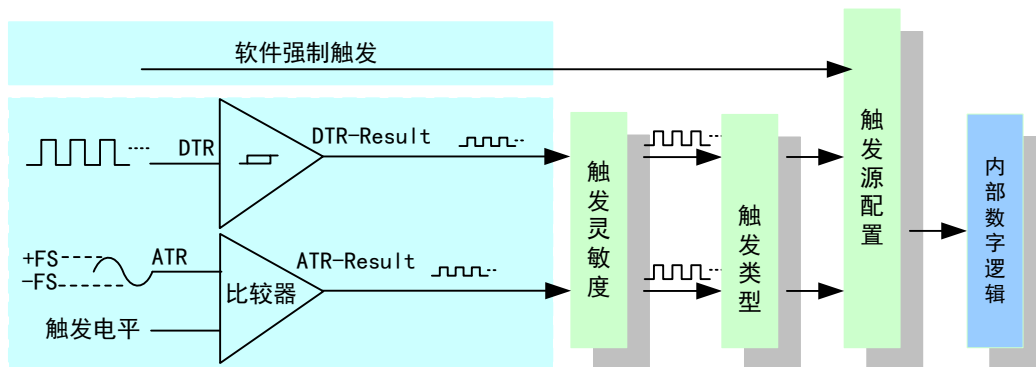 软件强制触发
DTR
DTR-Result
+FS
-FS
ATR
ATR-Result
比较器
触发电平
触发灵敏度
触发类型
触发源配置
内部数字逻辑